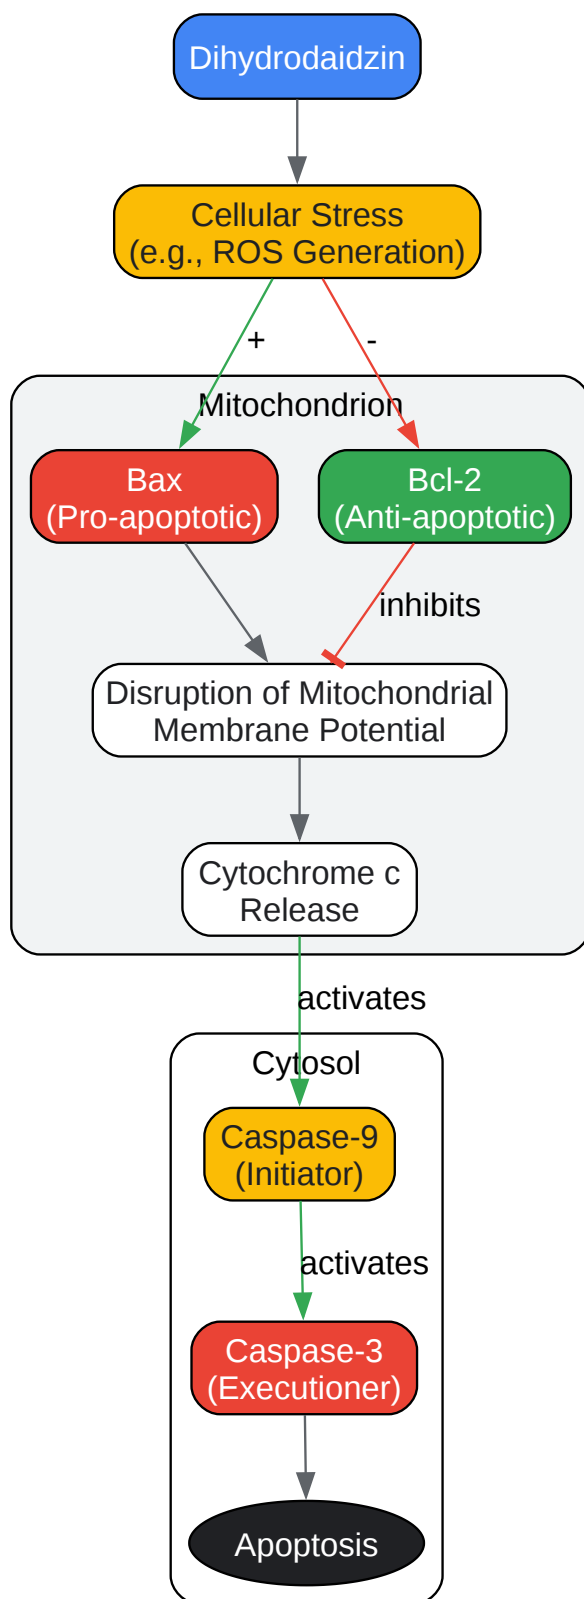 Dihydrodaidzin
Cellular Stress
(e.g., ROS Generation)
+
-
Mitochondrion
Bax
(Pro-apoptotic)
Bcl-2
(Anti-apoptotic)
inhibits
Disruption of Mitochondrial
Membrane Potential
Cytochrome c
Release
activates
Cytosol
Caspase-9
(Initiator)
activates
Caspase-3
(Executioner)
Apoptosis